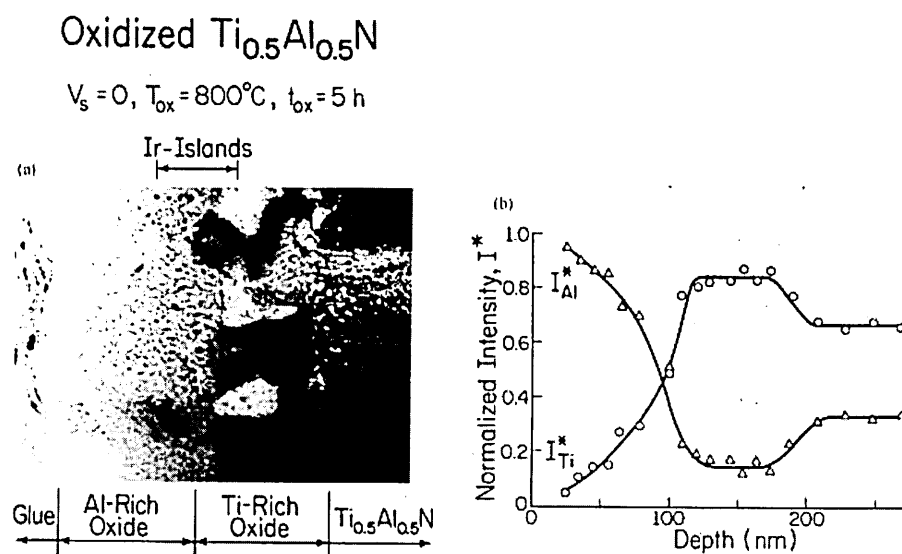 Oxidized Ti0.5Al0.5N
Vs = 0, Tox = 800°C, tox = 5 h
Ir-Islands
(a)
Glue
Al-Rich
Oxide
Ti-Rich
Oxide
Ti0.5Al0.5N
(b)
Normalized Intensity, I*
1.0
0.8
0.6
0.4
0.2
0
I*Al
I*Ti
0
100
200
Depth (nm)